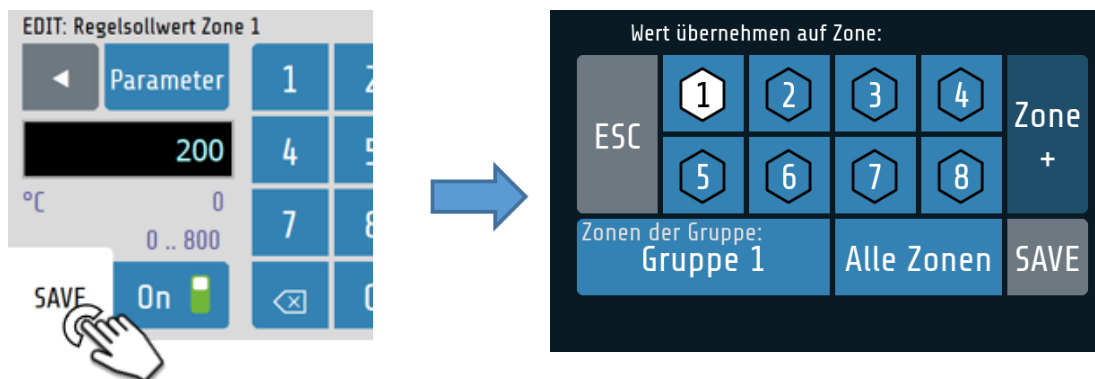 EDIT: Regelsollwert Zone 1
◄ Parameter 1
200 4
°C 0
0 .. 800 7
SAVE On
Wert übernehmen auf Zone:
ESC 1 2 3 4 Zone +
5 6 7 8
Zonen der Gruppe:
Gruppe 1 Alle Zonen SAVE